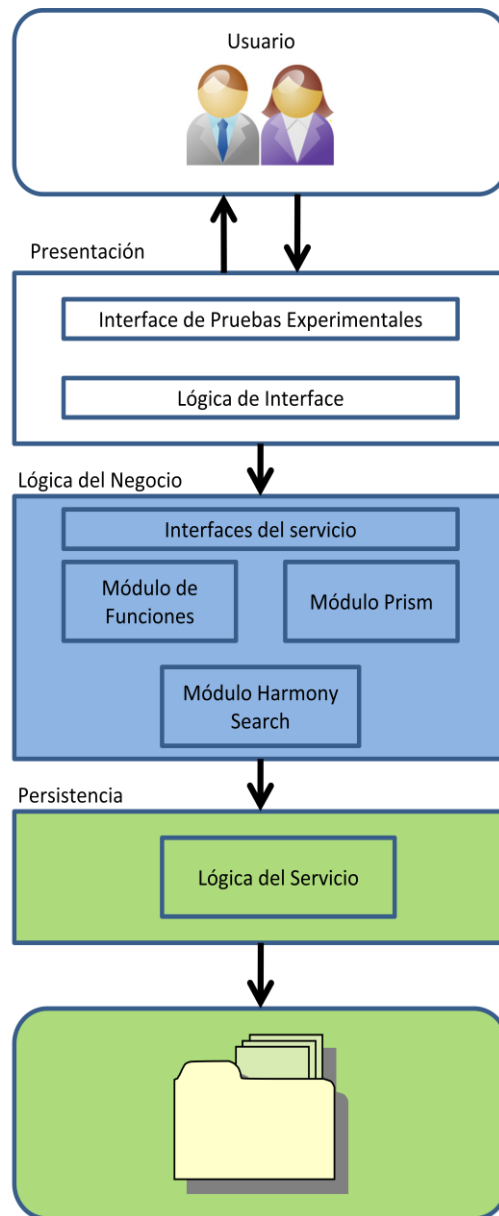 Usuario
Presentación
Interface de Pruebas Experimentales
Lógica de Interface
Lógica del Negocio
Interfaces del servicio
Módulo de
Funciones
Módulo Prism
Módulo Harmony
Search
Persistencia
Lógica del Servicio